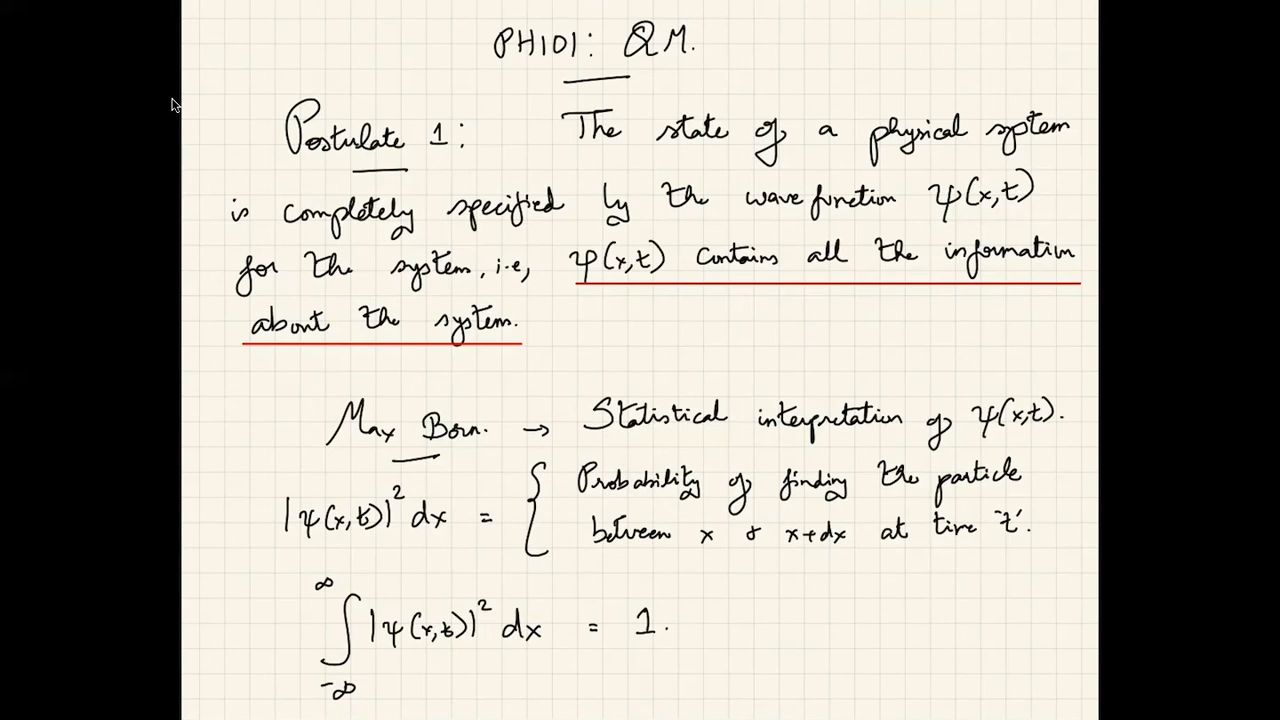 PH101: QM.
Postulate 1: The state of a physical system
is completely specified by the wave function ψ(x,t)
for the system, i.e, ψ(x,t) contains all the information
about the system.
Max Born. → Statistical interpretation of ψ(x,t).
|ψ(x,t)|² dx = { Probability of finding the particle
between x & x+dx at time 't'.
∞
∫ |ψ(x,t)|² dx = 1.
-∞